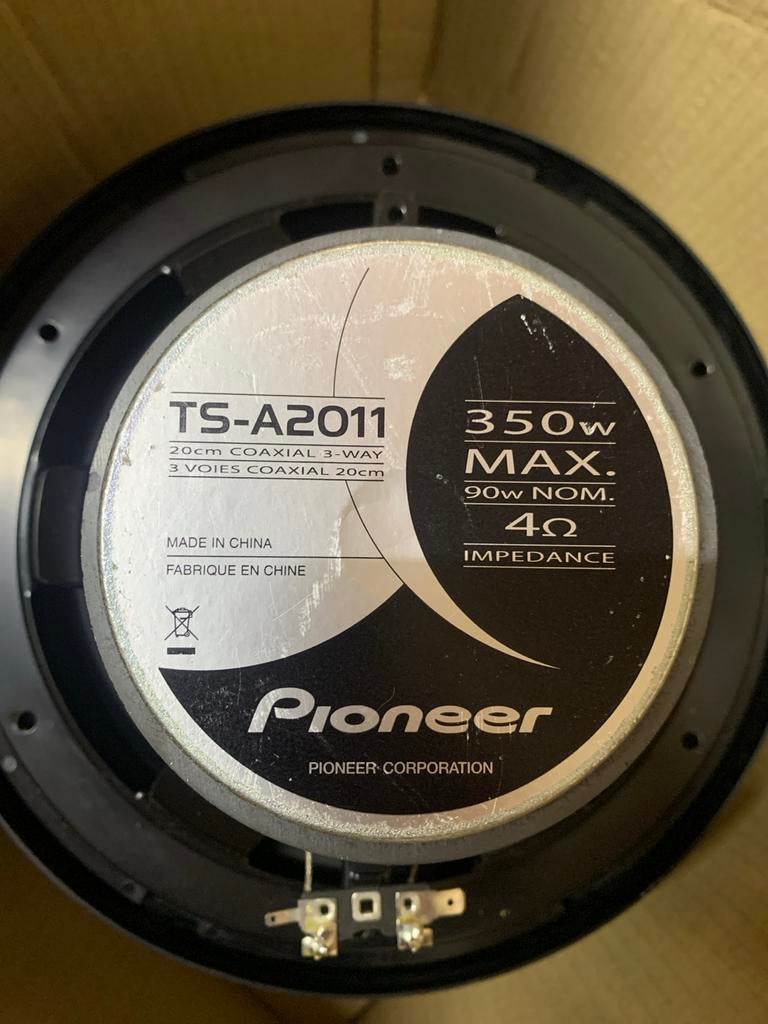 TS-A2011
20cm COAXIAL 3-WAY
3 VOIES COAXIAL 20cm
MADE IN CHINA
FABRIQUE EN CHINE
350w
MAX.
90w NOM.
4Ω
IMPEDANCE
Pioneer
PIONEER CORPORATION